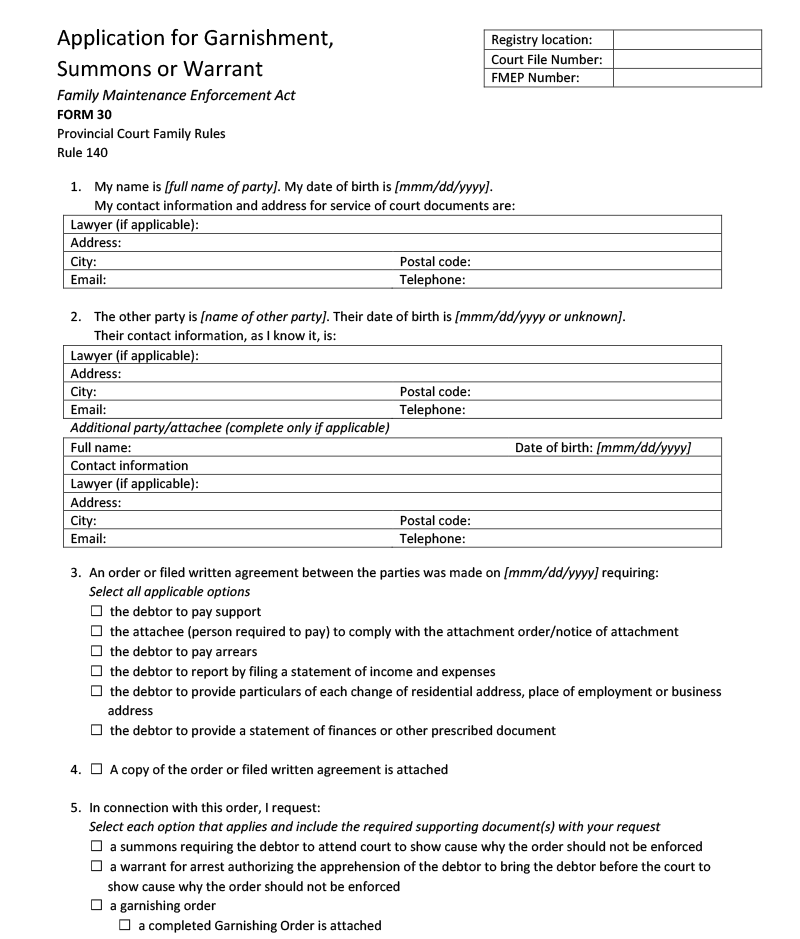 Application for Garnishment,
Summons or Warrant
Family Maintenance Enforcement Act
FORM 30
Provincial Court Family Rules
Rule 140
Registry location:
Court File Number:
FMEP Number:
1. My name is [full name of party]. My date of birth is [mmm/dd/yyyy].
My contact information and address for service of court documents are:
Lawyer (if applicable):
Address:
City: Postal code:
Email: Telephone:
2. The other party is [name of other party]. Their date of birth is [mmm/dd/yyyy or unknown].
Their contact information, as I know it, is:
Lawyer (if applicable):
Address:
City: Postal code:
Email: Telephone:
Additional party/attachee (complete only if applicable)
Full name: Date of birth: [mmm/dd/yyyy]
Contact information
Lawyer (if applicable):
Address:
City: Postal code:
Email: Telephone:
3. An order or filed written agreement between the parties was made on [mmm/dd/yyyy] requiring:
Select all applicable options
☐ the debtor to pay support
☐ the attachee (person required to pay) to comply with the attachment order/notice of attachment
☐ the debtor to pay arrears
☐ the debtor to report by filing a statement of income and expenses
☐ the debtor to provide particulars of each change of residential address, place of employment or business
address
☐ the debtor to provide a statement of finances or other prescribed document
4. ☐ A copy of the order or filed written agreement is attached
5. In connection with this order, I request:
Select each option that applies and include the required supporting document(s) with your request
☐ a summons requiring the debtor to attend court to show cause why the order should not be enforced
☐ a warrant for arrest authorizing the apprehension of the debtor to bring the debtor before the court to
show cause why the order should not be enforced
☐ a garnishing order
☐ a completed Garnishing Order is attached